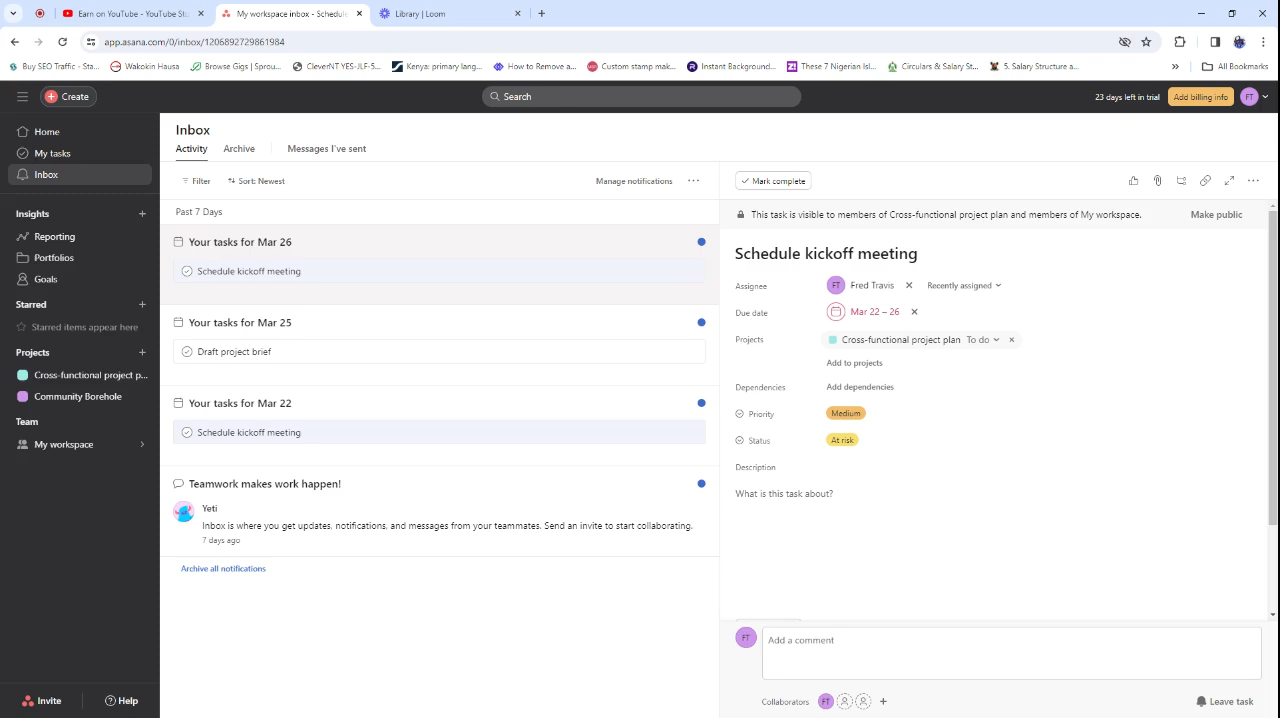 Earn on YouTube - YouTube St
My workspace inbox - Schedule
Library | Loom
app.asana.com/0/inbox/1206892729861984
Buy SEO Traffic - Sta...
Wakokin Hausa
Browse Gigs | Sprou...
CleverNT YES-JLF-5...
Kenya: primary lang...
How to Remove a...
Custom stamp mak...
Instant Background...
These 7 Nigerian Isl...
Circulars & Salary St...
5. Salary Structure a...
All Bookmarks
Create
Search
23 days left in trial
Add billing info
FT
Home
My tasks
Inbox
Insights
Reporting
Portfolios
Goals
Starred
Starred items appear here
Projects
Cross-functional project p...
Community Borehole
Team
My workspace
Invite
Help
Inbox
Activity
Archive
Messages I've sent
Filter
Sort: Newest
Manage notifications
Past 7 Days
Your tasks for Mar 26
Schedule kickoff meeting
Your tasks for Mar 25
Draft project brief
Your tasks for Mar 22
Schedule kickoff meeting
Teamwork makes work happen!
Yeti
Inbox is where you get updates, notifications, and messages from your teammates. Send an invite to start collaborating.
7 days ago
Archive all notifications
Mark complete
This task is visible to members of Cross-functional project plan and members of My workspace.
Make public
Schedule kickoff meeting
Assignee
FT
Fred Travis
Recently assigned
Due date
Mar 22 – 26
Projects
Cross-functional project plan
To do
Add to projects
Dependencies
Add dependencies
Priority
Medium
Status
At risk
Description
What is this task about?
FT
Add a comment
Collaborators
FT
Leave task